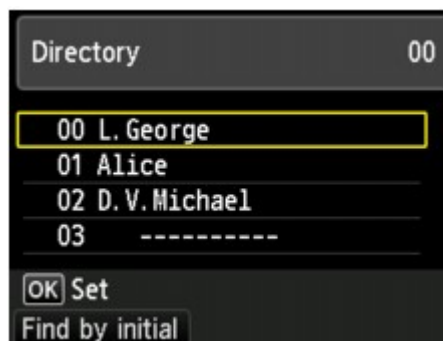 Directory 00
00 L.George
01 Alice
02 D.V.Michael
03 ----------
OK Set
Find by initial